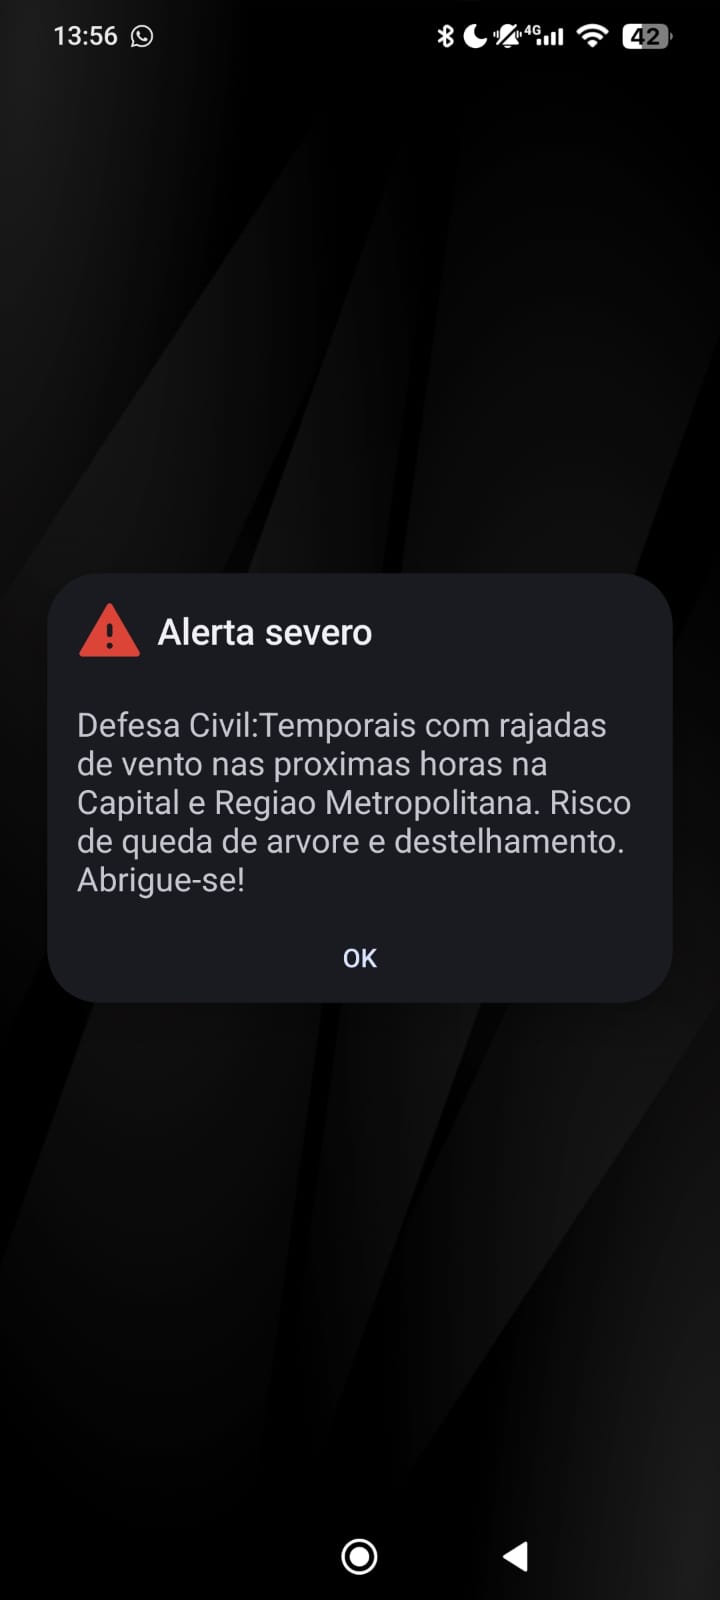 13:56
4G
42
Alerta severo
Defesa Civil:Temporais com rajadas
de vento nas proximas horas na
Capital e Regiao Metropolitana. Risco
de queda de arvore e destelhamento.
Abrigue-se!
OK